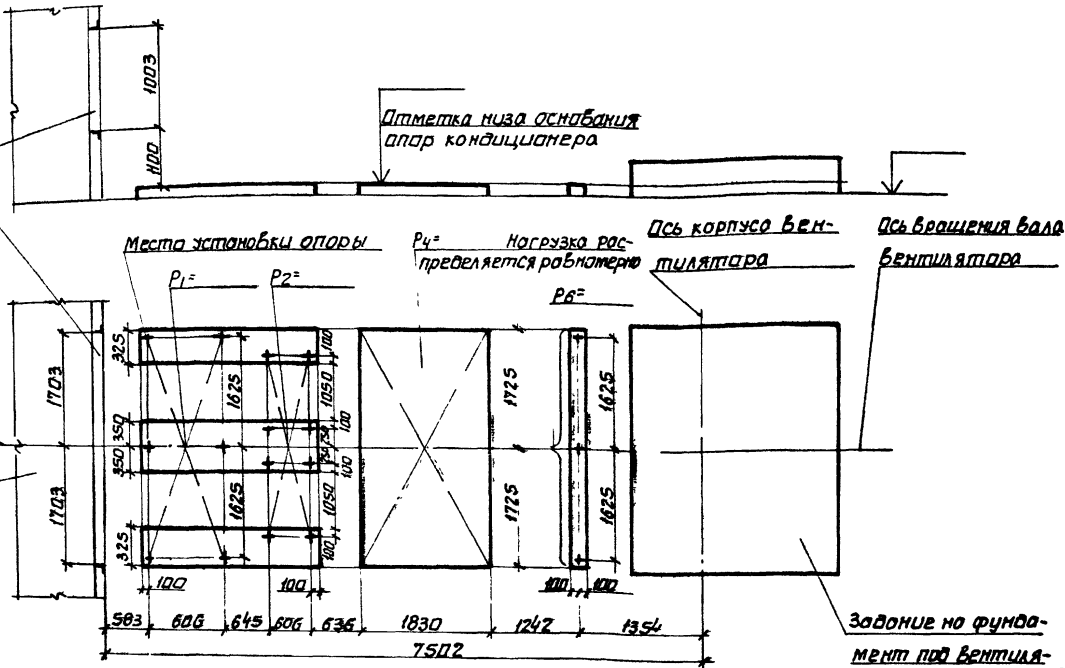 1003
1100
Отметка низа основания
опор кондиционера
Место установки опоры
P4= Нагрузка рас-
пределяется равномерно
Ось корпуса вен-
тилятора
Ось вращения вала
вентилятора
P1=
P2=
P6=
325
1703
350
350
1703
325
1625
1625
100
1050
100
250
250
100
1050
100
1725
1725
1625
1625
100
100
100
100
583
606
645
606
636
1830
1242
1354
7502
Задание на фунда-
мент под вентиля-